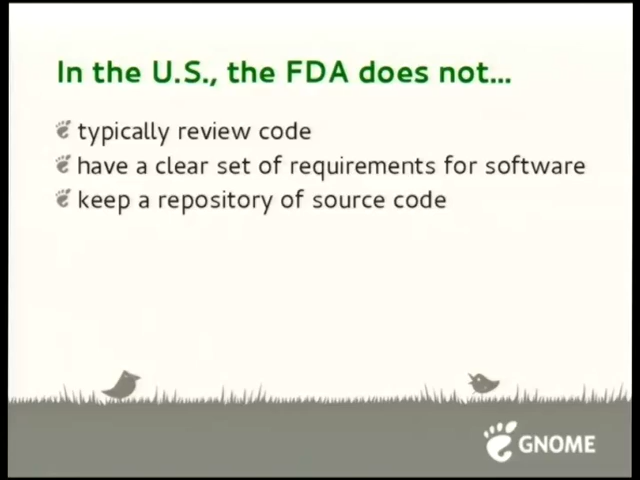 In the U.S., the FDA does not...
typically review code
have a clear set of requirements for software
keep a repository of source code
GNOME